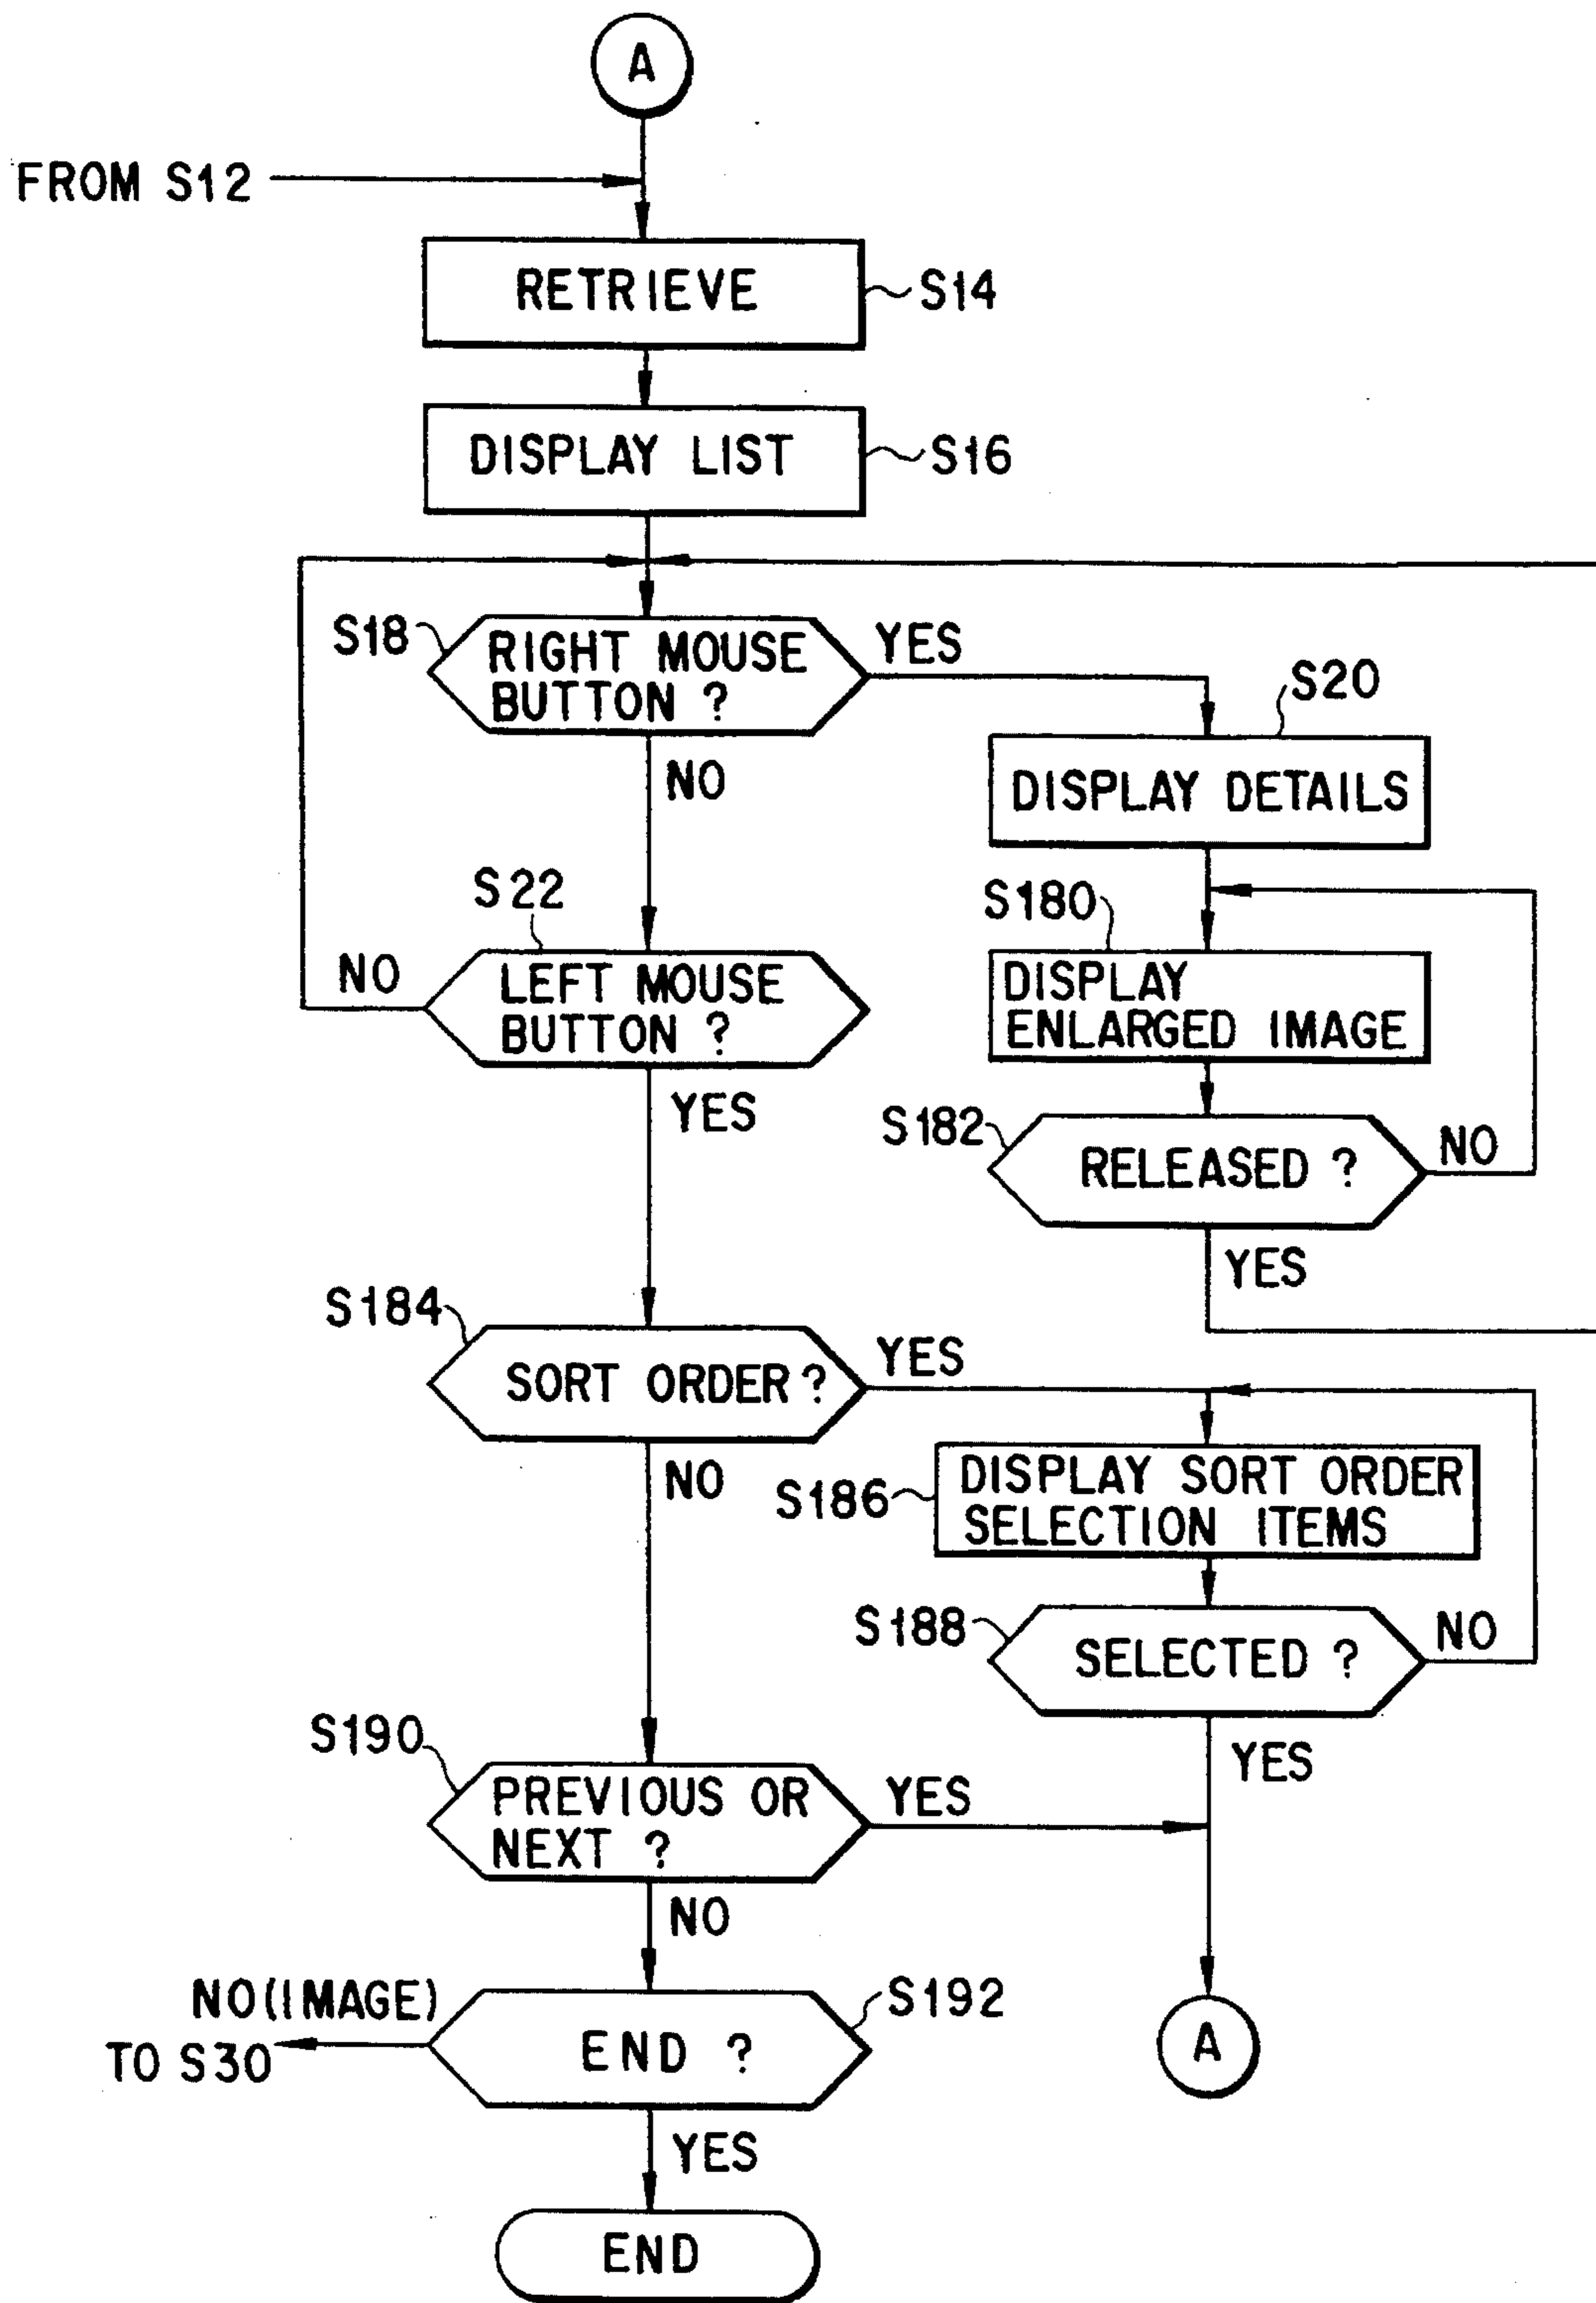 A
FROM S12
RETRIEVE
S14
DISPLAY LIST
S16
S18
RIGHT MOUSE
BUTTON ?
YES
NO
S20
DISPLAY DETAILS
S22
NO
LEFT MOUSE
BUTTON ?
YES
S180
DISPLAY
ENLARGED IMAGE
S182
RELEASED ?
NO
YES
S184
SORT ORDER ?
YES
NO
S186
DISPLAY SORT ORDER
SELECTION ITEMS
S188
SELECTED ?
NO
YES
S190
PREVIOUS OR
NEXT ?
YES
NO
NO(IMAGE)
TO S30
END ?
S192
YES
A
END